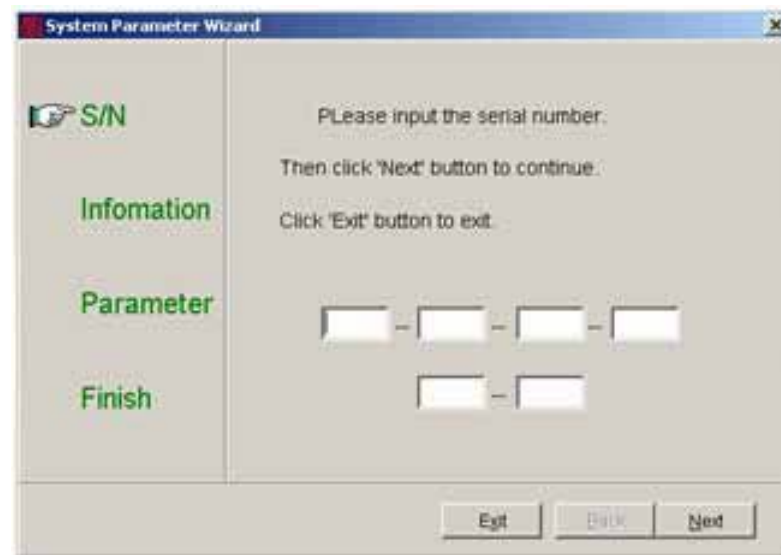 System Parameter Wizard
S/N
PLease input the serial number.
Then click 'Next' button to continue.
Infomation
Click 'Exit' button to exit.
Parameter
Finish
Exit
Back
Next